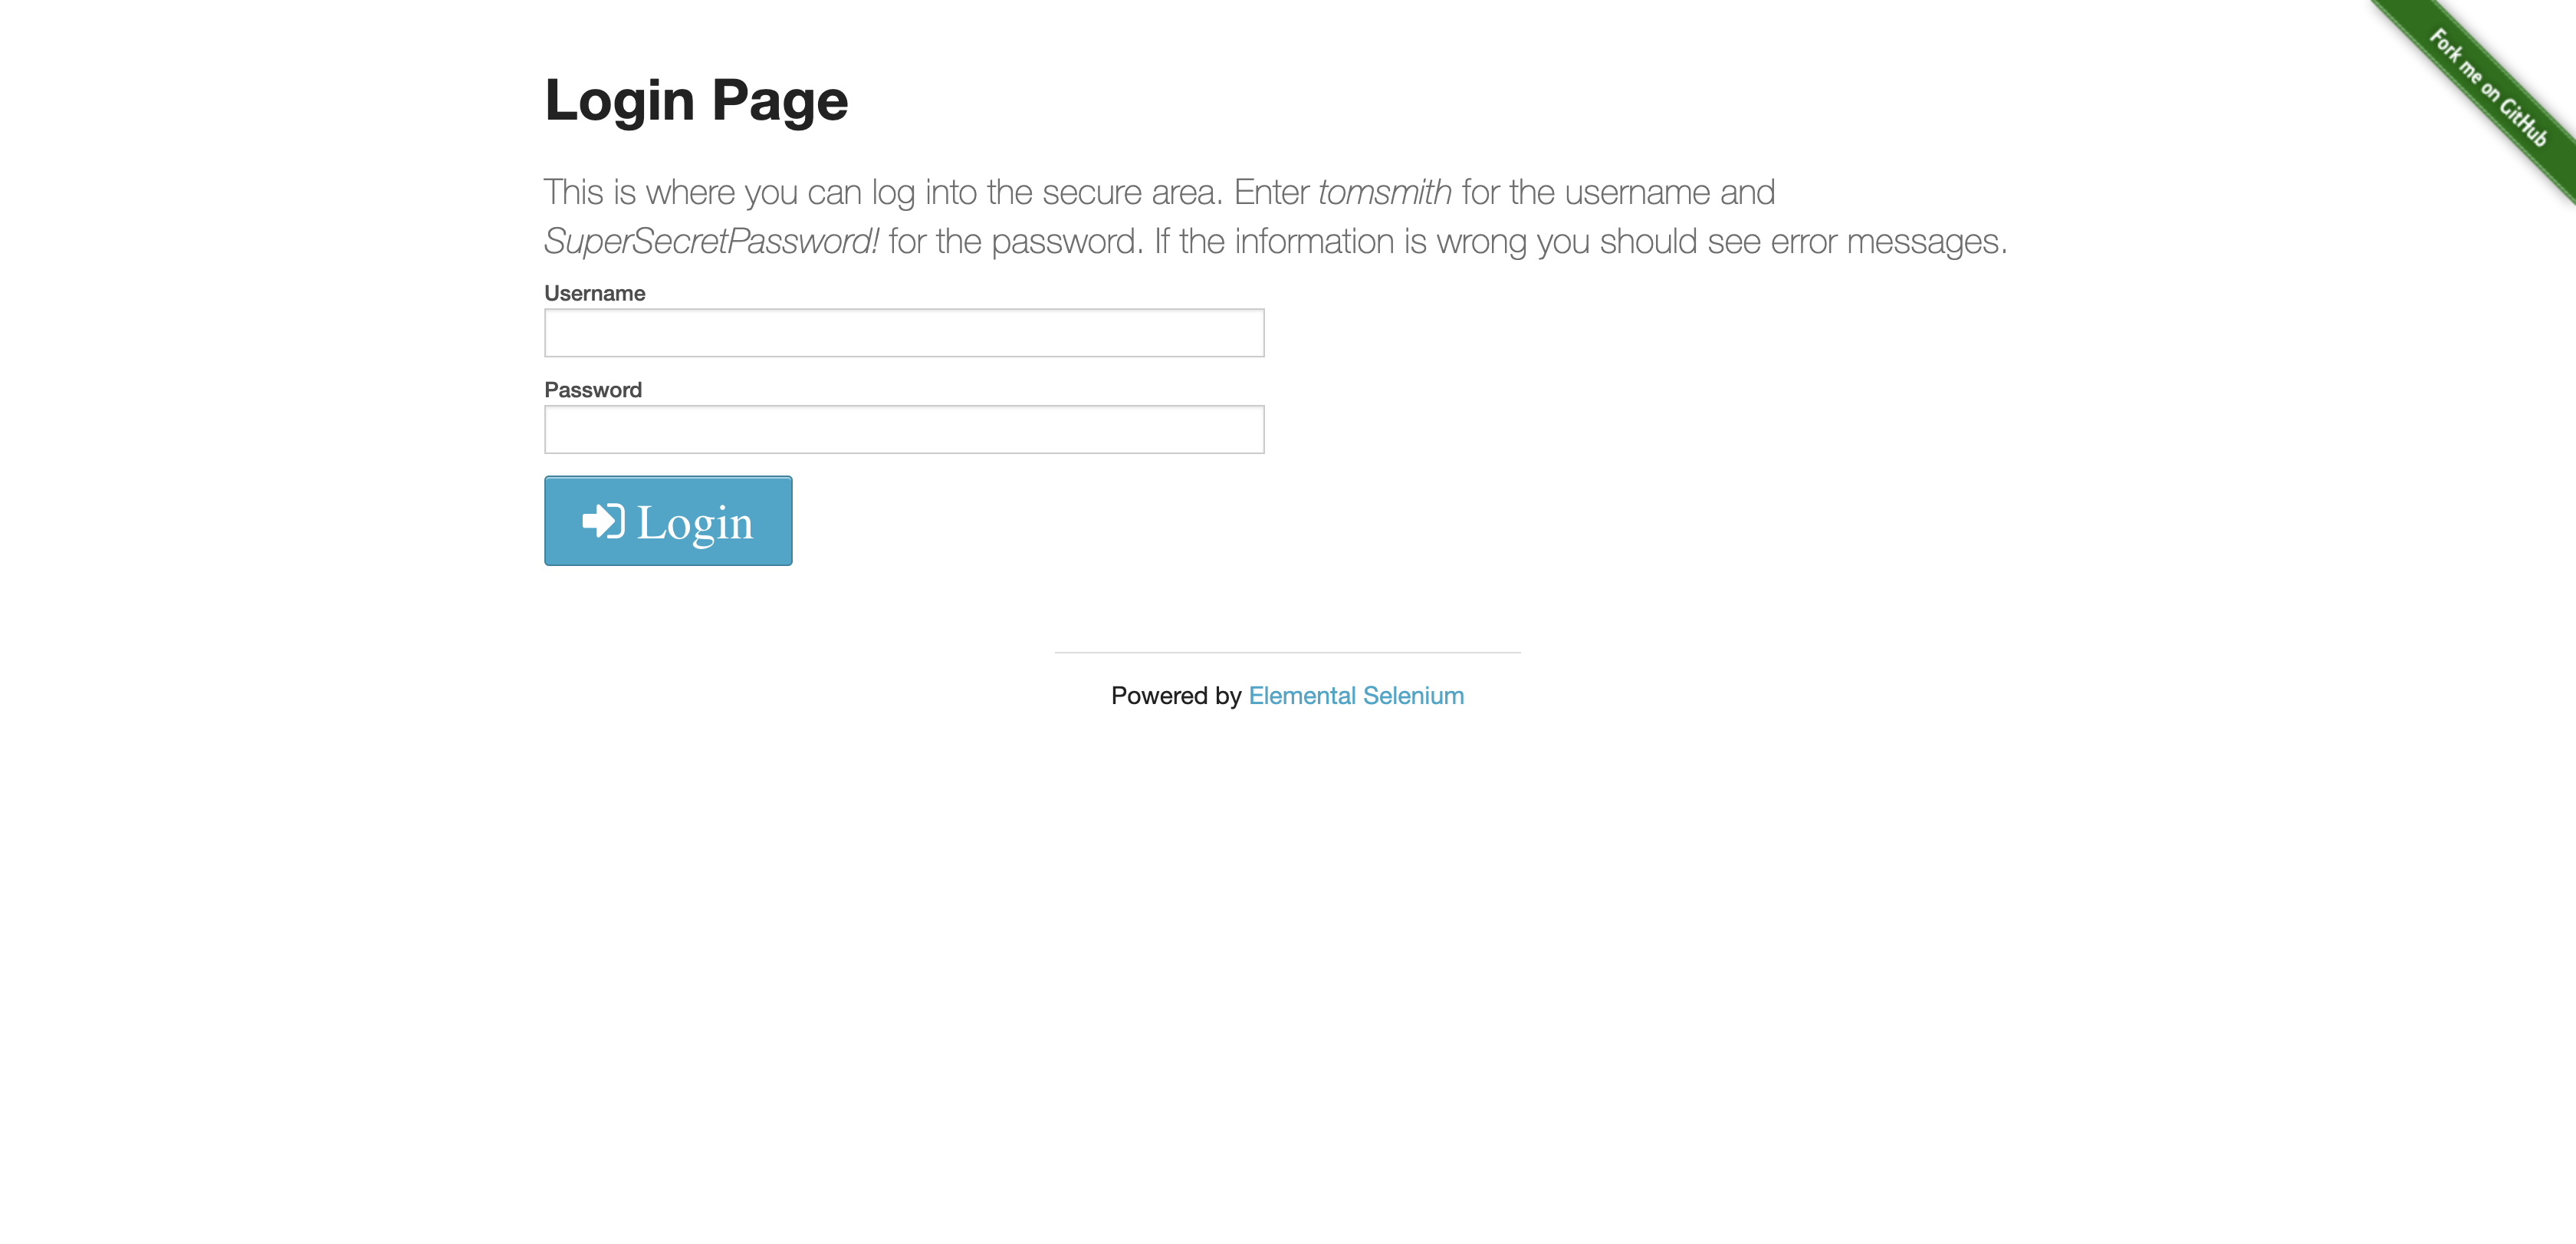 Fork me on GitHub
Login Page
This is where you can log into the secure area. Enter tomsmith for the username and
SuperSecretPassword! for the password. If the information is wrong you should see error messages.
Username
Password
Login
Powered by Elemental Selenium